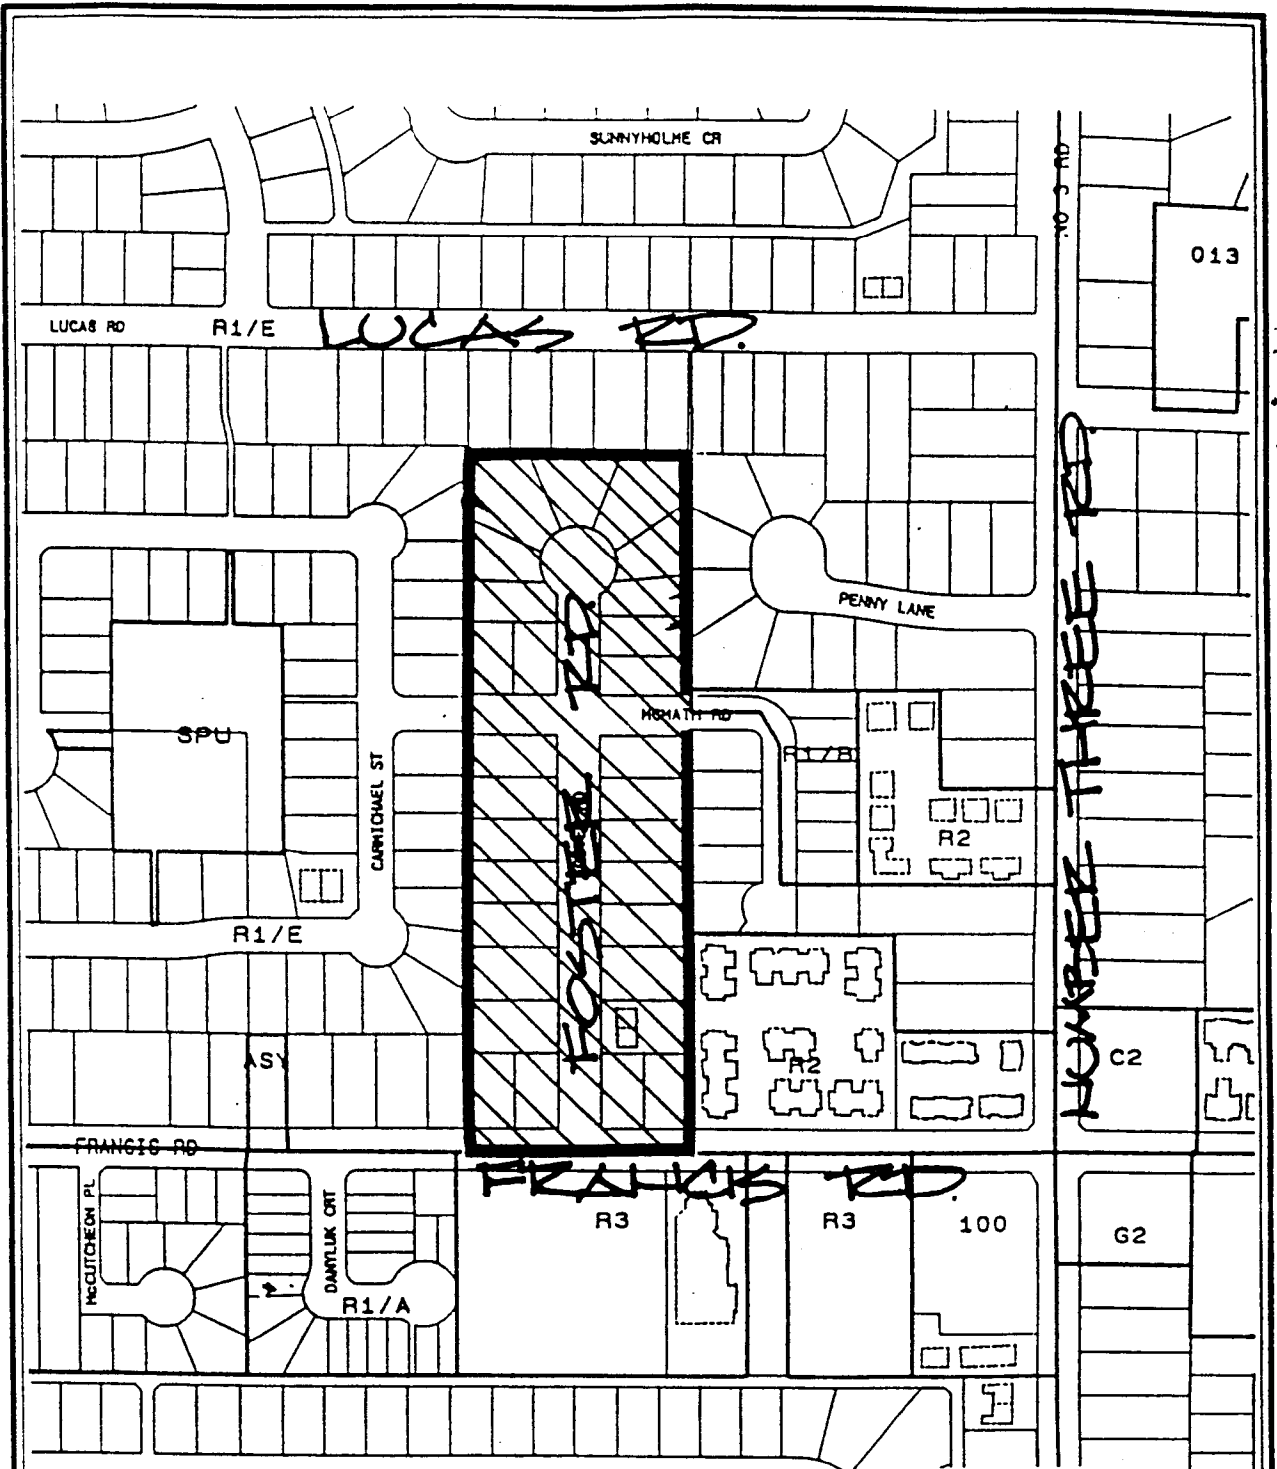 SUNNYHOLME CR
NO 3 RD
013
LUCAS RD
R1/E
LUCAS RD.
PENNY LANE
NUMBER THREE RD.
FOSTER RD
MCMATH RD
SPU
CARMICHAEL ST
R1/B
R2
R1/E
ASY
R2
C2
FRANCIS RD
FRANCIS RD.
McCUTCHEON PL
DANYLUK CRT
R1/A
R3
R3
100
G2